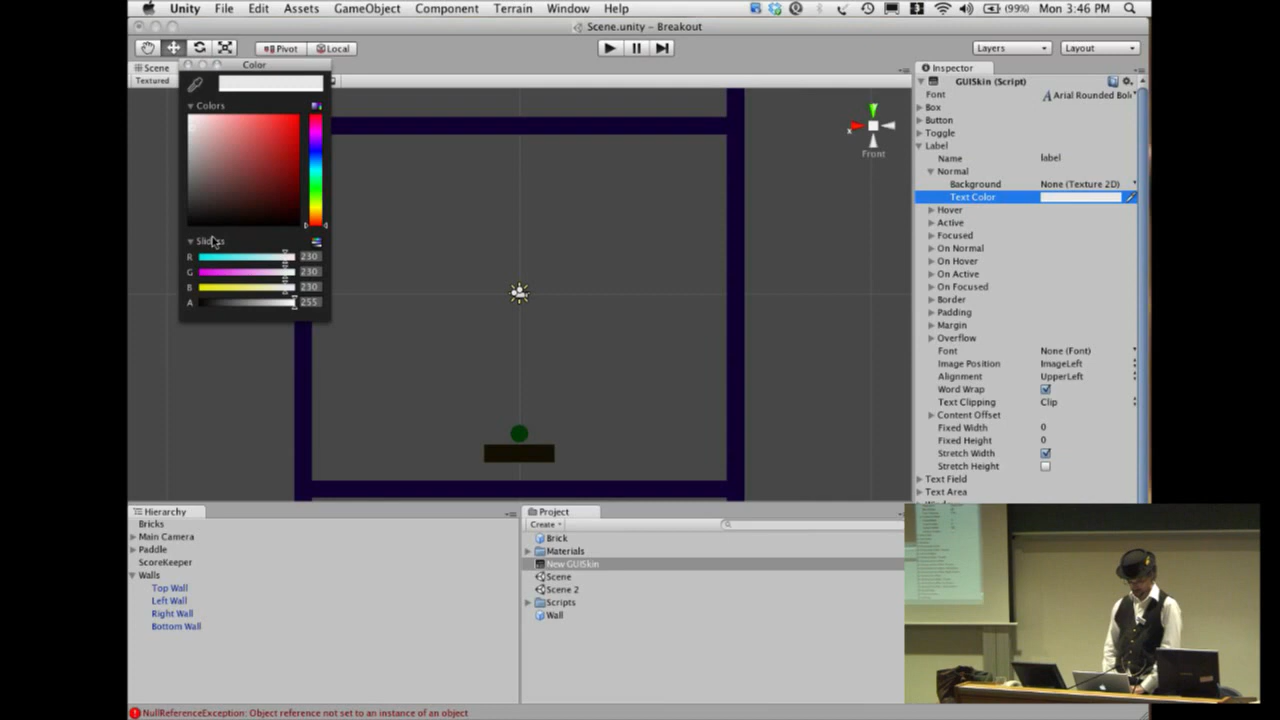 Unity File Edit Assets GameObject Component Terrain Window Help (99%) Mon 3:46 PM
Scene.unity – Breakout
Pivot Local Layers Layout
Scene Color Inspector
Textured GUISkin (Script)
Font Arial Rounded Bol
Colors Box
Button
Toggle
Label
Name label
x Front Normal
Background None (Texture 2D)
Text Color
Hover
Active
Focused
Sliders On Normal
R 230 On Hover
G 230 On Active
B 230 On Focused
A 255 Border
Padding
Margin
Overflow
Font None (Font)
Image Position ImageLeft
Alignment UpperLeft
Word Wrap
Text Clipping Clip
Content Offset
Fixed Width 0
Fixed Height 0
Stretch Width
Stretch Height
Text Field
Text Area
Hierarchy Project
Bricks Create
Main Camera Brick
Paddle Materials
ScoreKeeper New GUISkin
Walls Scene
Top Wall Scene 2
Left Wall Scripts
Right Wall Wall
Bottom Wall
NullReferenceException: Object reference not set to an instance of an object